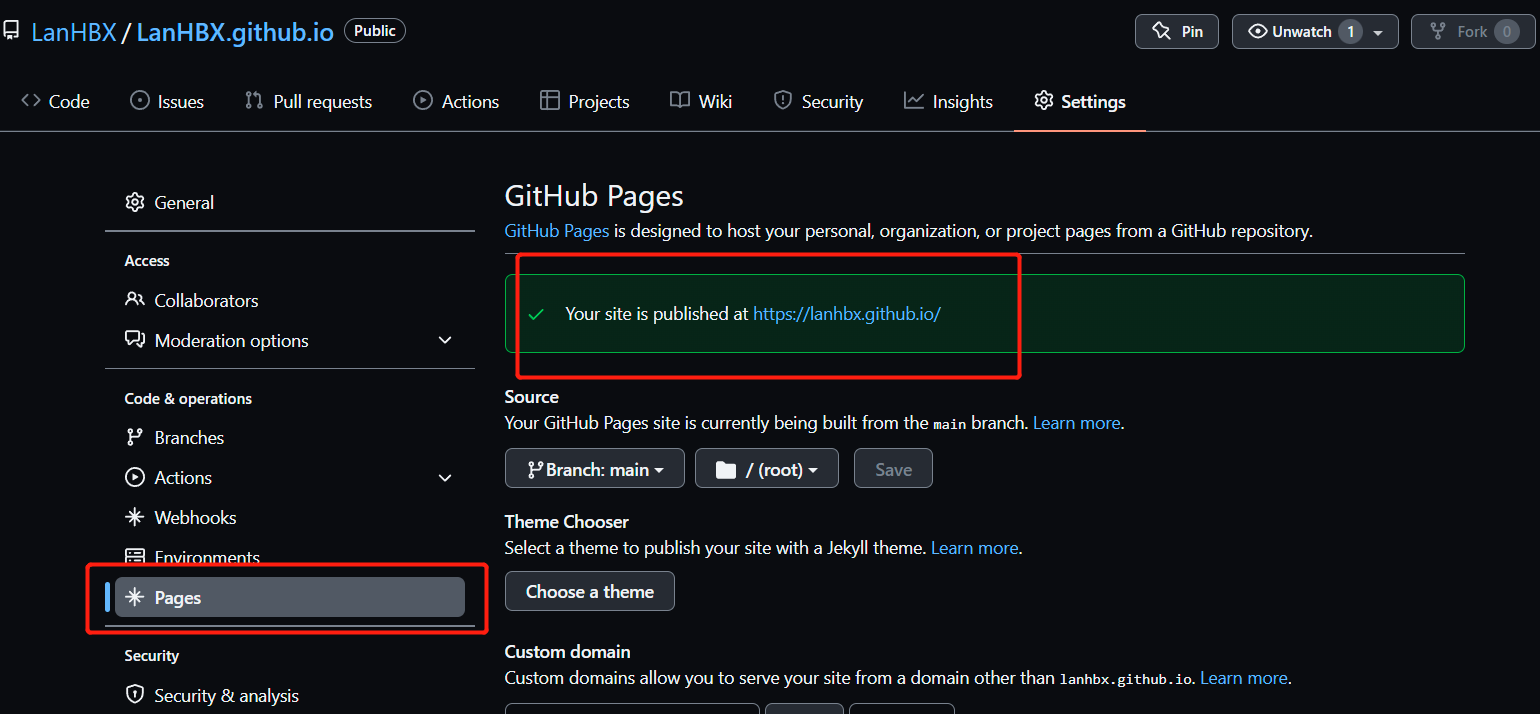 LanHBX / LanHBX.github.io Public
Pin Unwatch 1 Fork 0
Code Issues Pull requests Actions Projects Wiki Security Insights Settings
General
Access
Collaborators
Moderation options
Code & operations
Branches
Actions
Webhooks
Environments
Pages
Security
Security & analysis
GitHub Pages
GitHub Pages is designed to host your personal, organization, or project pages from a GitHub repository.
Your site is published at https://lanhbx.github.io/
Source
Your GitHub Pages site is currently being built from the main branch. Learn more.
Branch: main / (root) Save
Theme Chooser
Select a theme to publish your site with a Jekyll theme. Learn more.
Choose a theme
Custom domain
Custom domains allow you to serve your site from a domain other than lanhbx.github.io. Learn more.